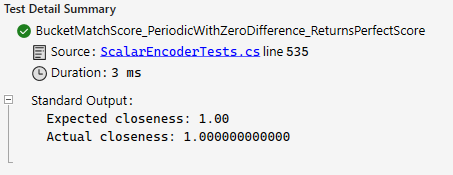 Test Detail Summary
BucketMatchScore_PeriodicWithZeroDifference_ReturnsPerfectScore
Source: ScalarEncoderTests.cs line 535
Duration: 3 ms
Standard Output:
Expected closeness: 1.00
Actual closeness: 1.000000000000